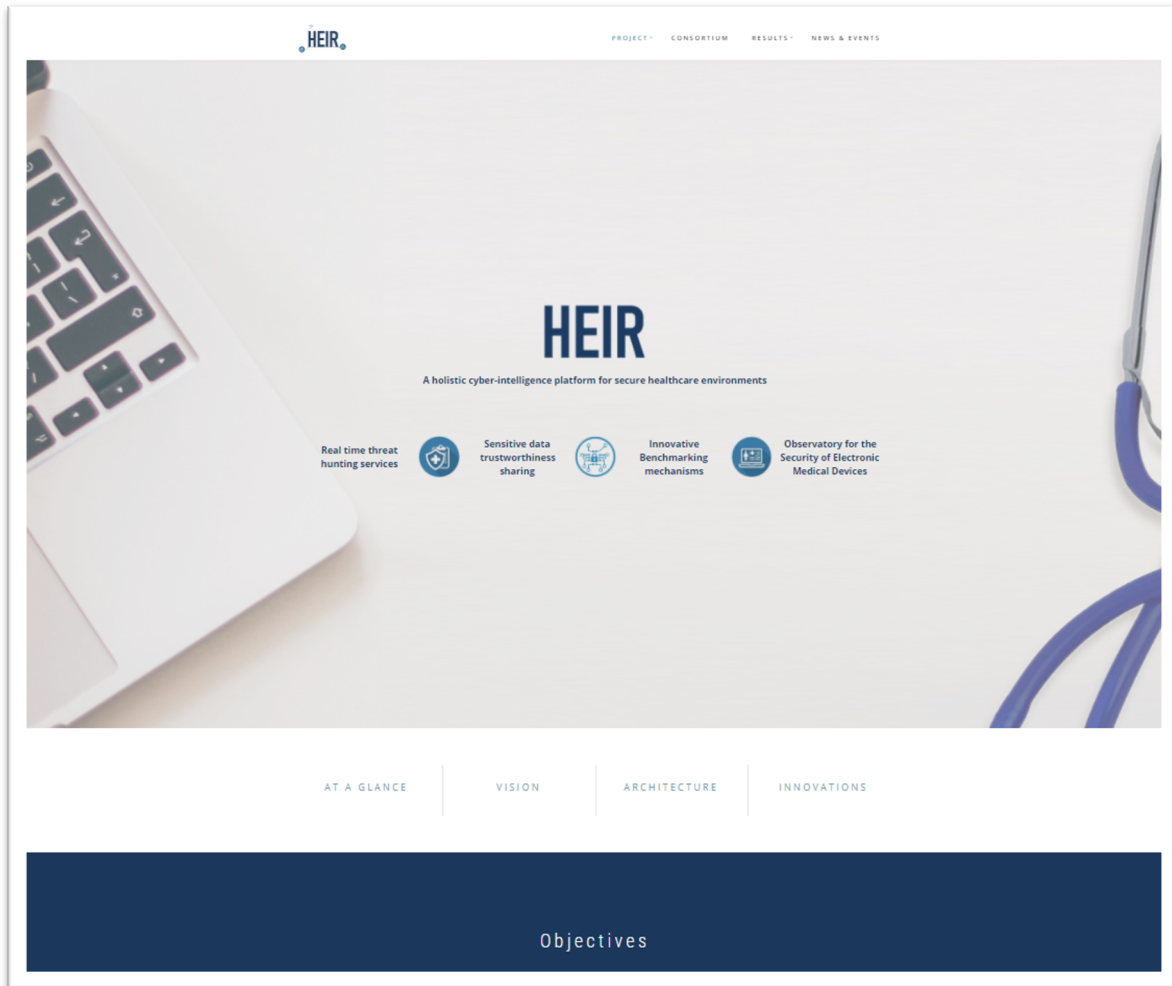 HEIR
PROJECT CONSORTIUM RESULTS NEWS & EVENTS
HEIR
A holistic cyber-intelligence platform for secure healthcare environments
Real time threat
hunting services
Sensitive data
trustworthiness
sharing
Innovative
Benchmarking
mechanisms
Observatory for the
Security of Electronic
Medical Devices
AT A GLANCE
VISION
ARCHITECTURE
INNOVATIONS
Objectives